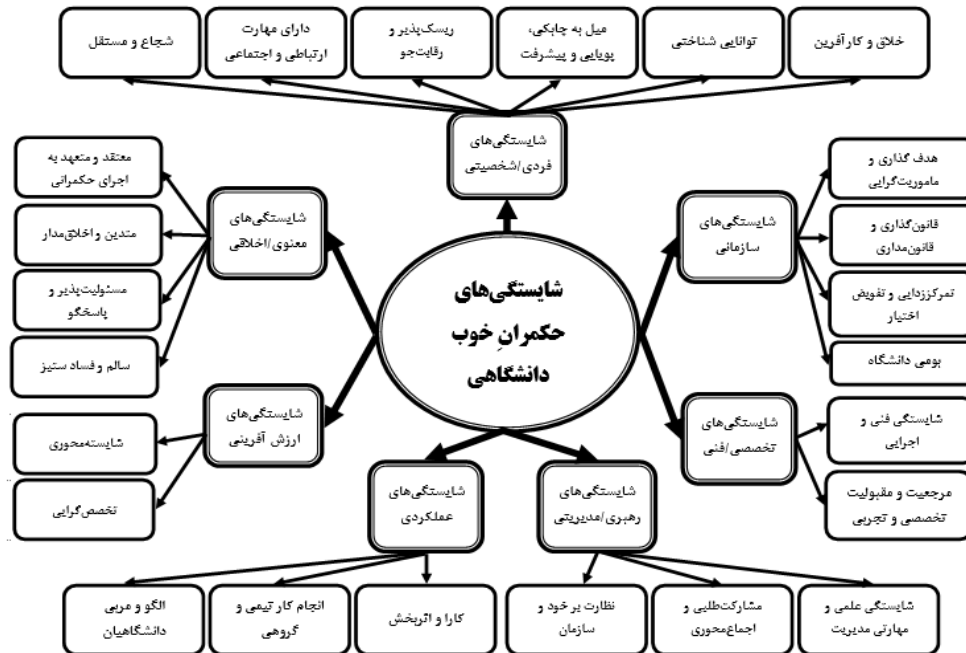 خلاق و کارآفرین
توانایی شناختی
میل به چابکی،
پویایی و پیشرفت
ریسک‌پذیر و
رقابت‌جو
دارای مهارت
ارتباطی و اجتماعی
شجاع و مستقل
شایستگی‌های
فردی/شخصیتی
هدف گذاری و
ماموریت‌گرایی
قانون‌گذاری و
قانون‌مداری
تمرکززدایی و تفویض
اختیار
بومی دانشگاه
شایستگی‌های
سازمانی
شایستگی‌های
معنوی/اخلاقی
معتقد و متعهد به
اجرای حکمرانی
متدین و اخلاق‌مدار
مسئولیت‌پذیر و
پاسخگو
سالم و فساد ستیز
شایستگی‌های
حکمرانِ خوب
دانشگاهی
شایستگی‌های
تخصصی/فنی
شایستگی فنی و
اجرایی
مرجعیت و مقبولیت
تخصصی و تجربی
شایستگی‌های
ارزش آفرینی
شایسته‌محوری
تخصص‌گرایی
شایستگی‌های
رهبری/مدیریتی
شایستگی‌های
عملکردی
شایستگی علمی و
مهارتی مدیریت
مشارکت‌طلبی و
اجماع‌محوری
نظارت بر خود و
سازمان
کارا و اثربخش
انجام کار تیمی و
گروهی
الگو و مربی
دانشگاهیان